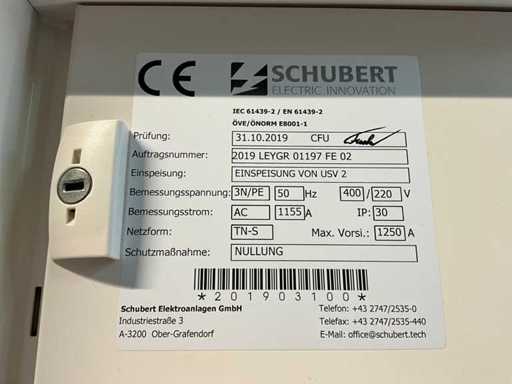 CE SCHUBERT
ELECTRIC INNOVATION
IEC 61439-2 / EN 61439-2
ÖVE/ÖNORM E8001-1
Prüfung: 31.10.2019 CFU
Auftragsnummer: 2019 LEYGR 01197 FE 02
Einspeisung: EINSPEISUNG VON USV 2
Bemessungsspannung: 3N/PE 50 Hz 400 / 220 V
Bemessungsstrom: AC 1155 A IP: 30
Netzform: TN-S Max. Vorsi.: 1250 A
Schutzmaßnahme: NULLUNG
*201903100*
Schubert Elektroanlagen GmbH Telefon: +43 2747/2535-0
Industriestraße 3 Telefax: +43 2747/2535-440
A-3200 Ober-Grafendorf E-Mail: office@schubert.tech